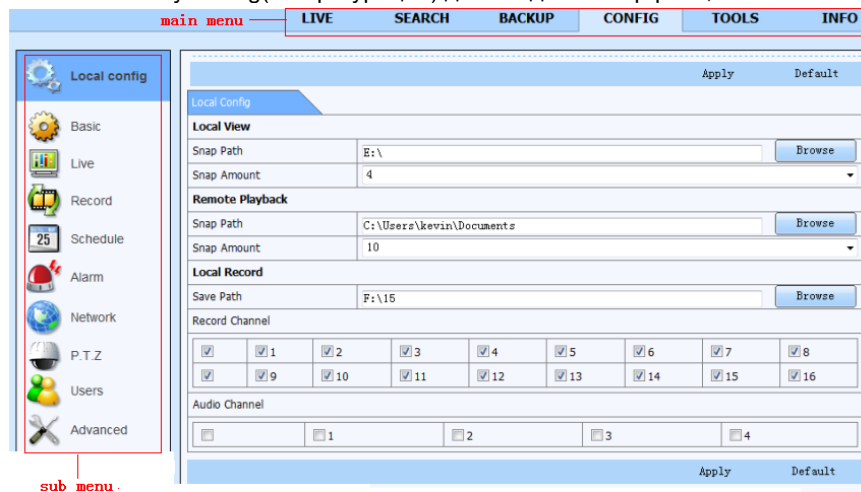 main menu
LIVE SEARCH BACKUP CONFIG TOOLS INFO
Local config
Basic
Live
Record
Schedule
25
Alarm
Network
P.T.Z
Users
Advanced
sub menu.
Apply Default
Local Config
Local View
Snap Path E:\ Browse
Snap Amount 4
Remote Playback
Snap Path C:\Users\kevin\Documents Browse
Snap Amount 10
Local Record
Save Path F:\15 Browse
Record Channel
1 2 3 4 5 6 7 8
9 10 11 12 13 14 15 16
Audio Channel
1 2 3 4
Apply Default